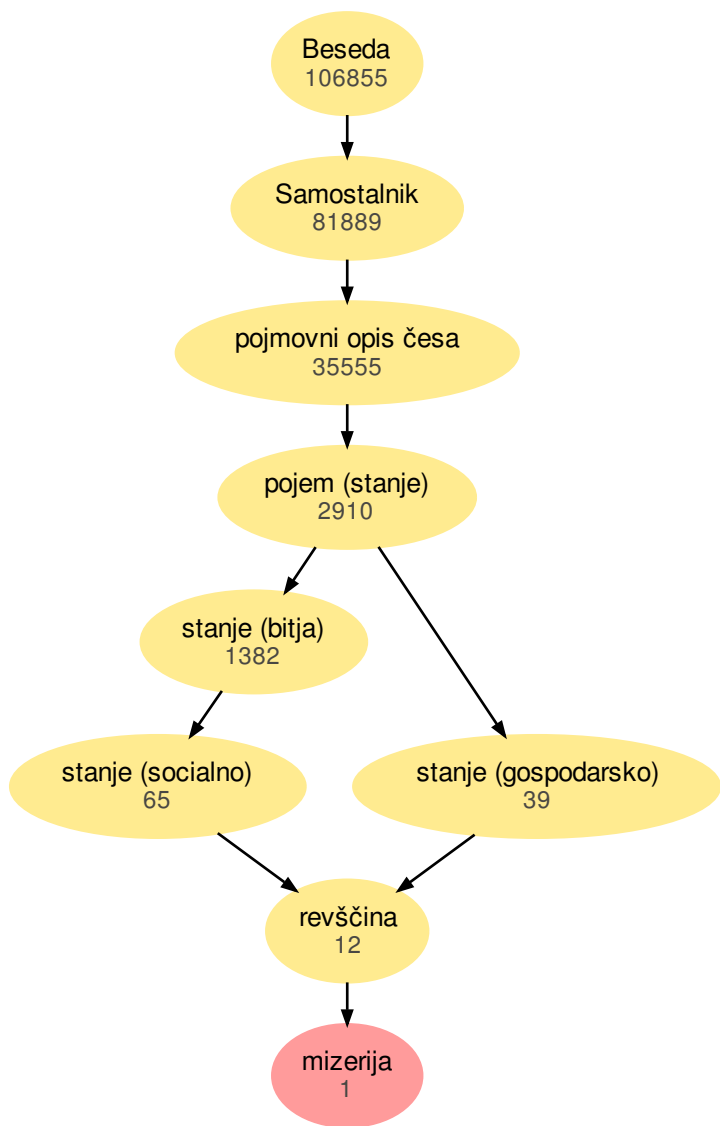 Beseda
106855
Samostalnik
81889
pojmovni opis česa
35555
pojem (stanje)
2910
stanje (bitja)
1382
stanje (socialno)
65
stanje (gospodarsko)
39
revščina
12
mizerija
1